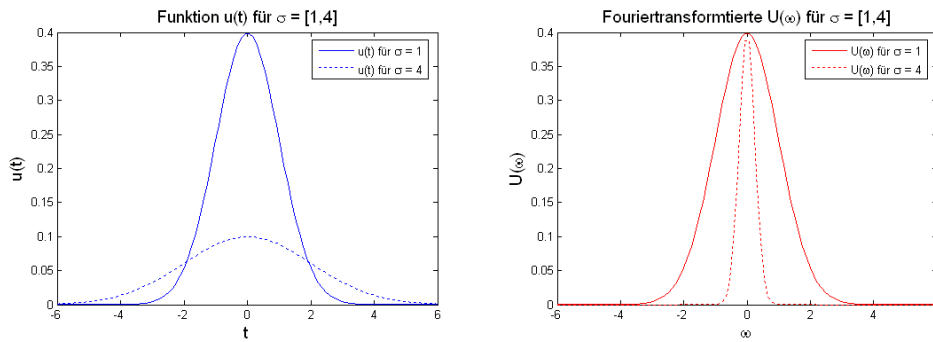 Funktion u(t) für σ = [1,4]
u(t) für σ = 1
u(t) für σ = 4
0.4
0.35
0.3
0.25
0.2
0.15
0.1
0.05
0
u(t)
-6 -4 -2 0 2 4 6
t
Fouriertransformtierte U(ω) für σ = [1,4]
U(ω) für σ = 1
U(ω) für σ = 4
0.4
0.35
0.3
0.25
0.2
0.15
0.1
0.05
0
U(ω)
-6 -4 -2 0 2 4
ω